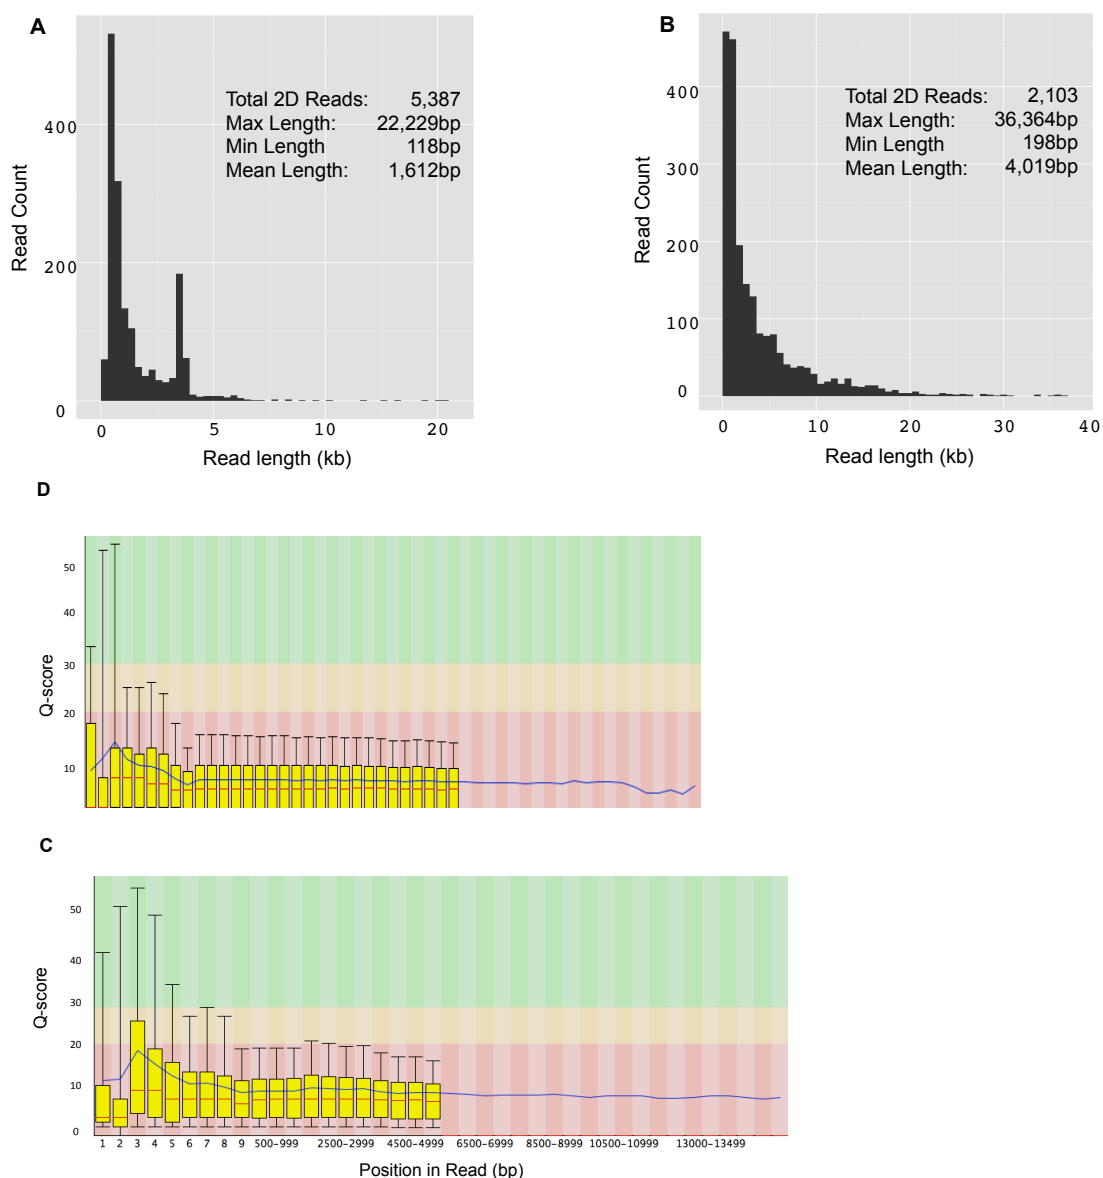 A
Total 2D Reads: 5,387
Max Length: 22,229bp
Min Length 118bp
Mean Length: 1,612bp
400
200
0
Read Count
0 5 10 20
Read length (kb)
B
Total 2D Reads: 2,103
Max Length: 36,364bp
Min Length 198bp
Mean Length: 4,019bp
400
300
200
100
0
Read Count
0 10 20 30 40
Read length (kb)
D
50
40
30
20
10
Q-score
C
50
40
30
20
10
0
Q-score
1 2 3 4 5 6 7 8 9 500-999 2500-2999 4500-4999 6500-6999 8500-8999 10500-10999 13000-13499
Position in Read (bp)